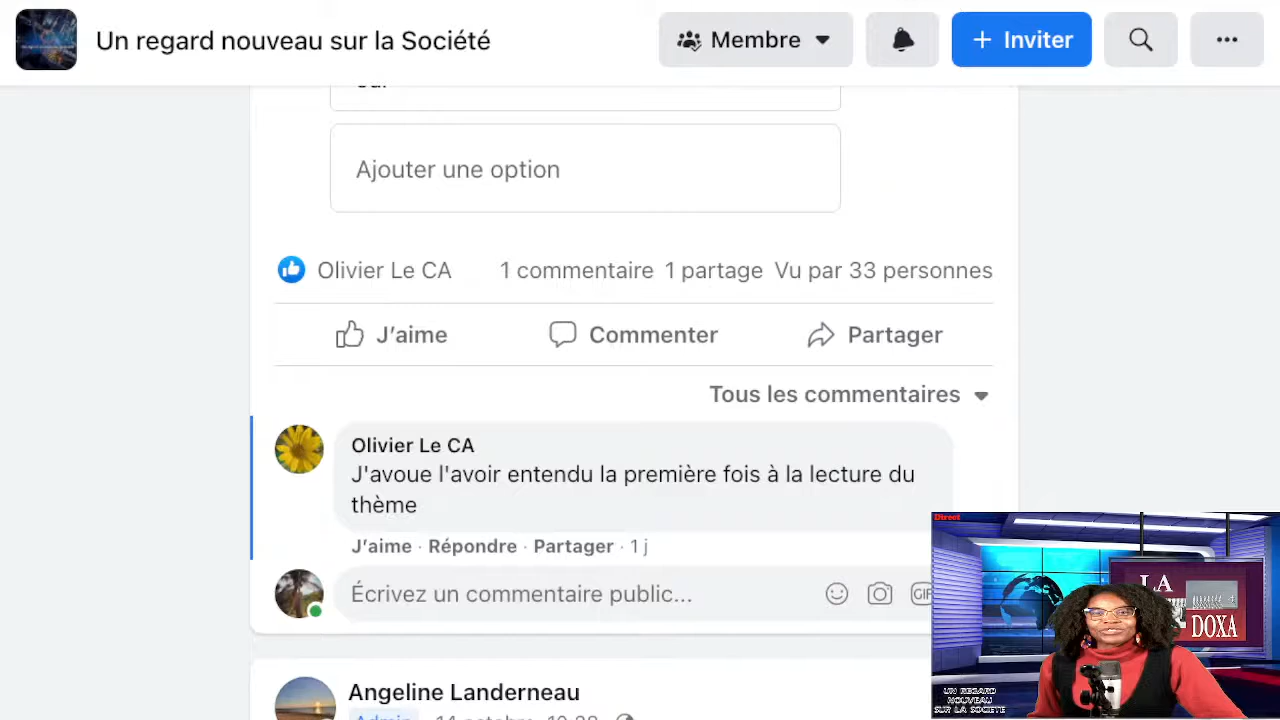 Un regard nouveau sur la Société
Membre
Inviter
Ajouter une option
Olivier Le CA
1 commentaire 1 partage Vu par 33 personnes
J'aime
Commenter
Partager
Tous les commentaires
Olivier Le CA
J'avoue l'avoir entendu la première fois à la lecture du
thème
J'aime · Répondre · Partager · 1 j
Écrivez un commentaire public...
GIF
Angeline Landerneau
Admin · 14 octobre, 10:28
Direct
LA
DOXA
UN REGARD
NOUVEAU
SUR LA SOCIETE